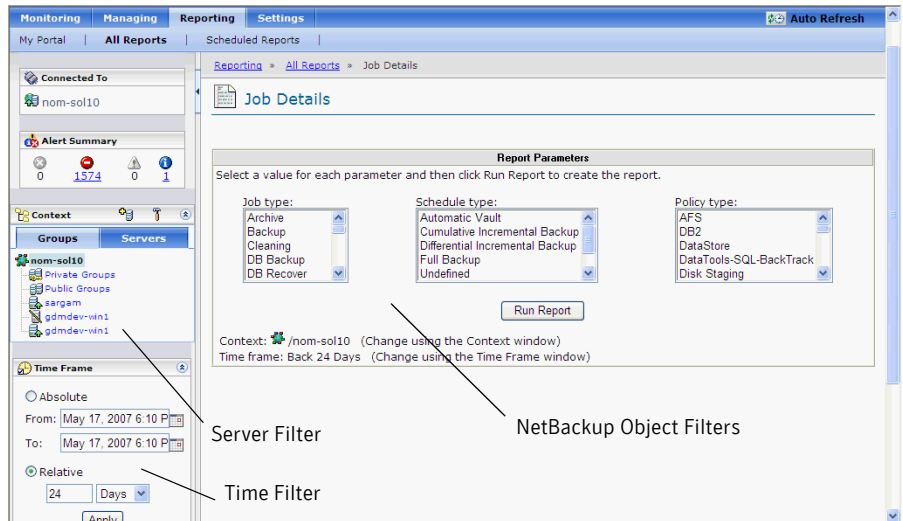 Monitoring Managing Reporting Settings Auto Refresh
My Portal | All Reports | Scheduled Reports |
Connected To
nom-sol10
Alert Summary
0 1574 0 1
Context
Groups Servers
nom-sol10
Private Groups
Public Groups
sargam
gdmdev-win1
gdmdev-win1
Time Frame
Absolute
From: May 17, 2007 6:10 P
To: May 17, 2007 6:10 P
Relative
24 Days
Apply
Reporting » All Reports » Job Details
Job Details
Report Parameters
Select a value for each parameter and then click Run Report to create the report.
Job type:
Archive
Backup
Cleaning
DB Backup
DB Recover
Schedule type:
Automatic Vault
Cumulative Incremental Backup
Differential Incremental Backup
Full Backup
Undefined
Policy type:
AFS
DB2
DataStore
DataTools-SQL-BackTrack
Disk Staging
Run Report
Context: /nom-sol10 (Change using the Context window)
Time frame: Back 24 Days (Change using the Time Frame window)
Server Filter
NetBackup Object Filters
Time Filter